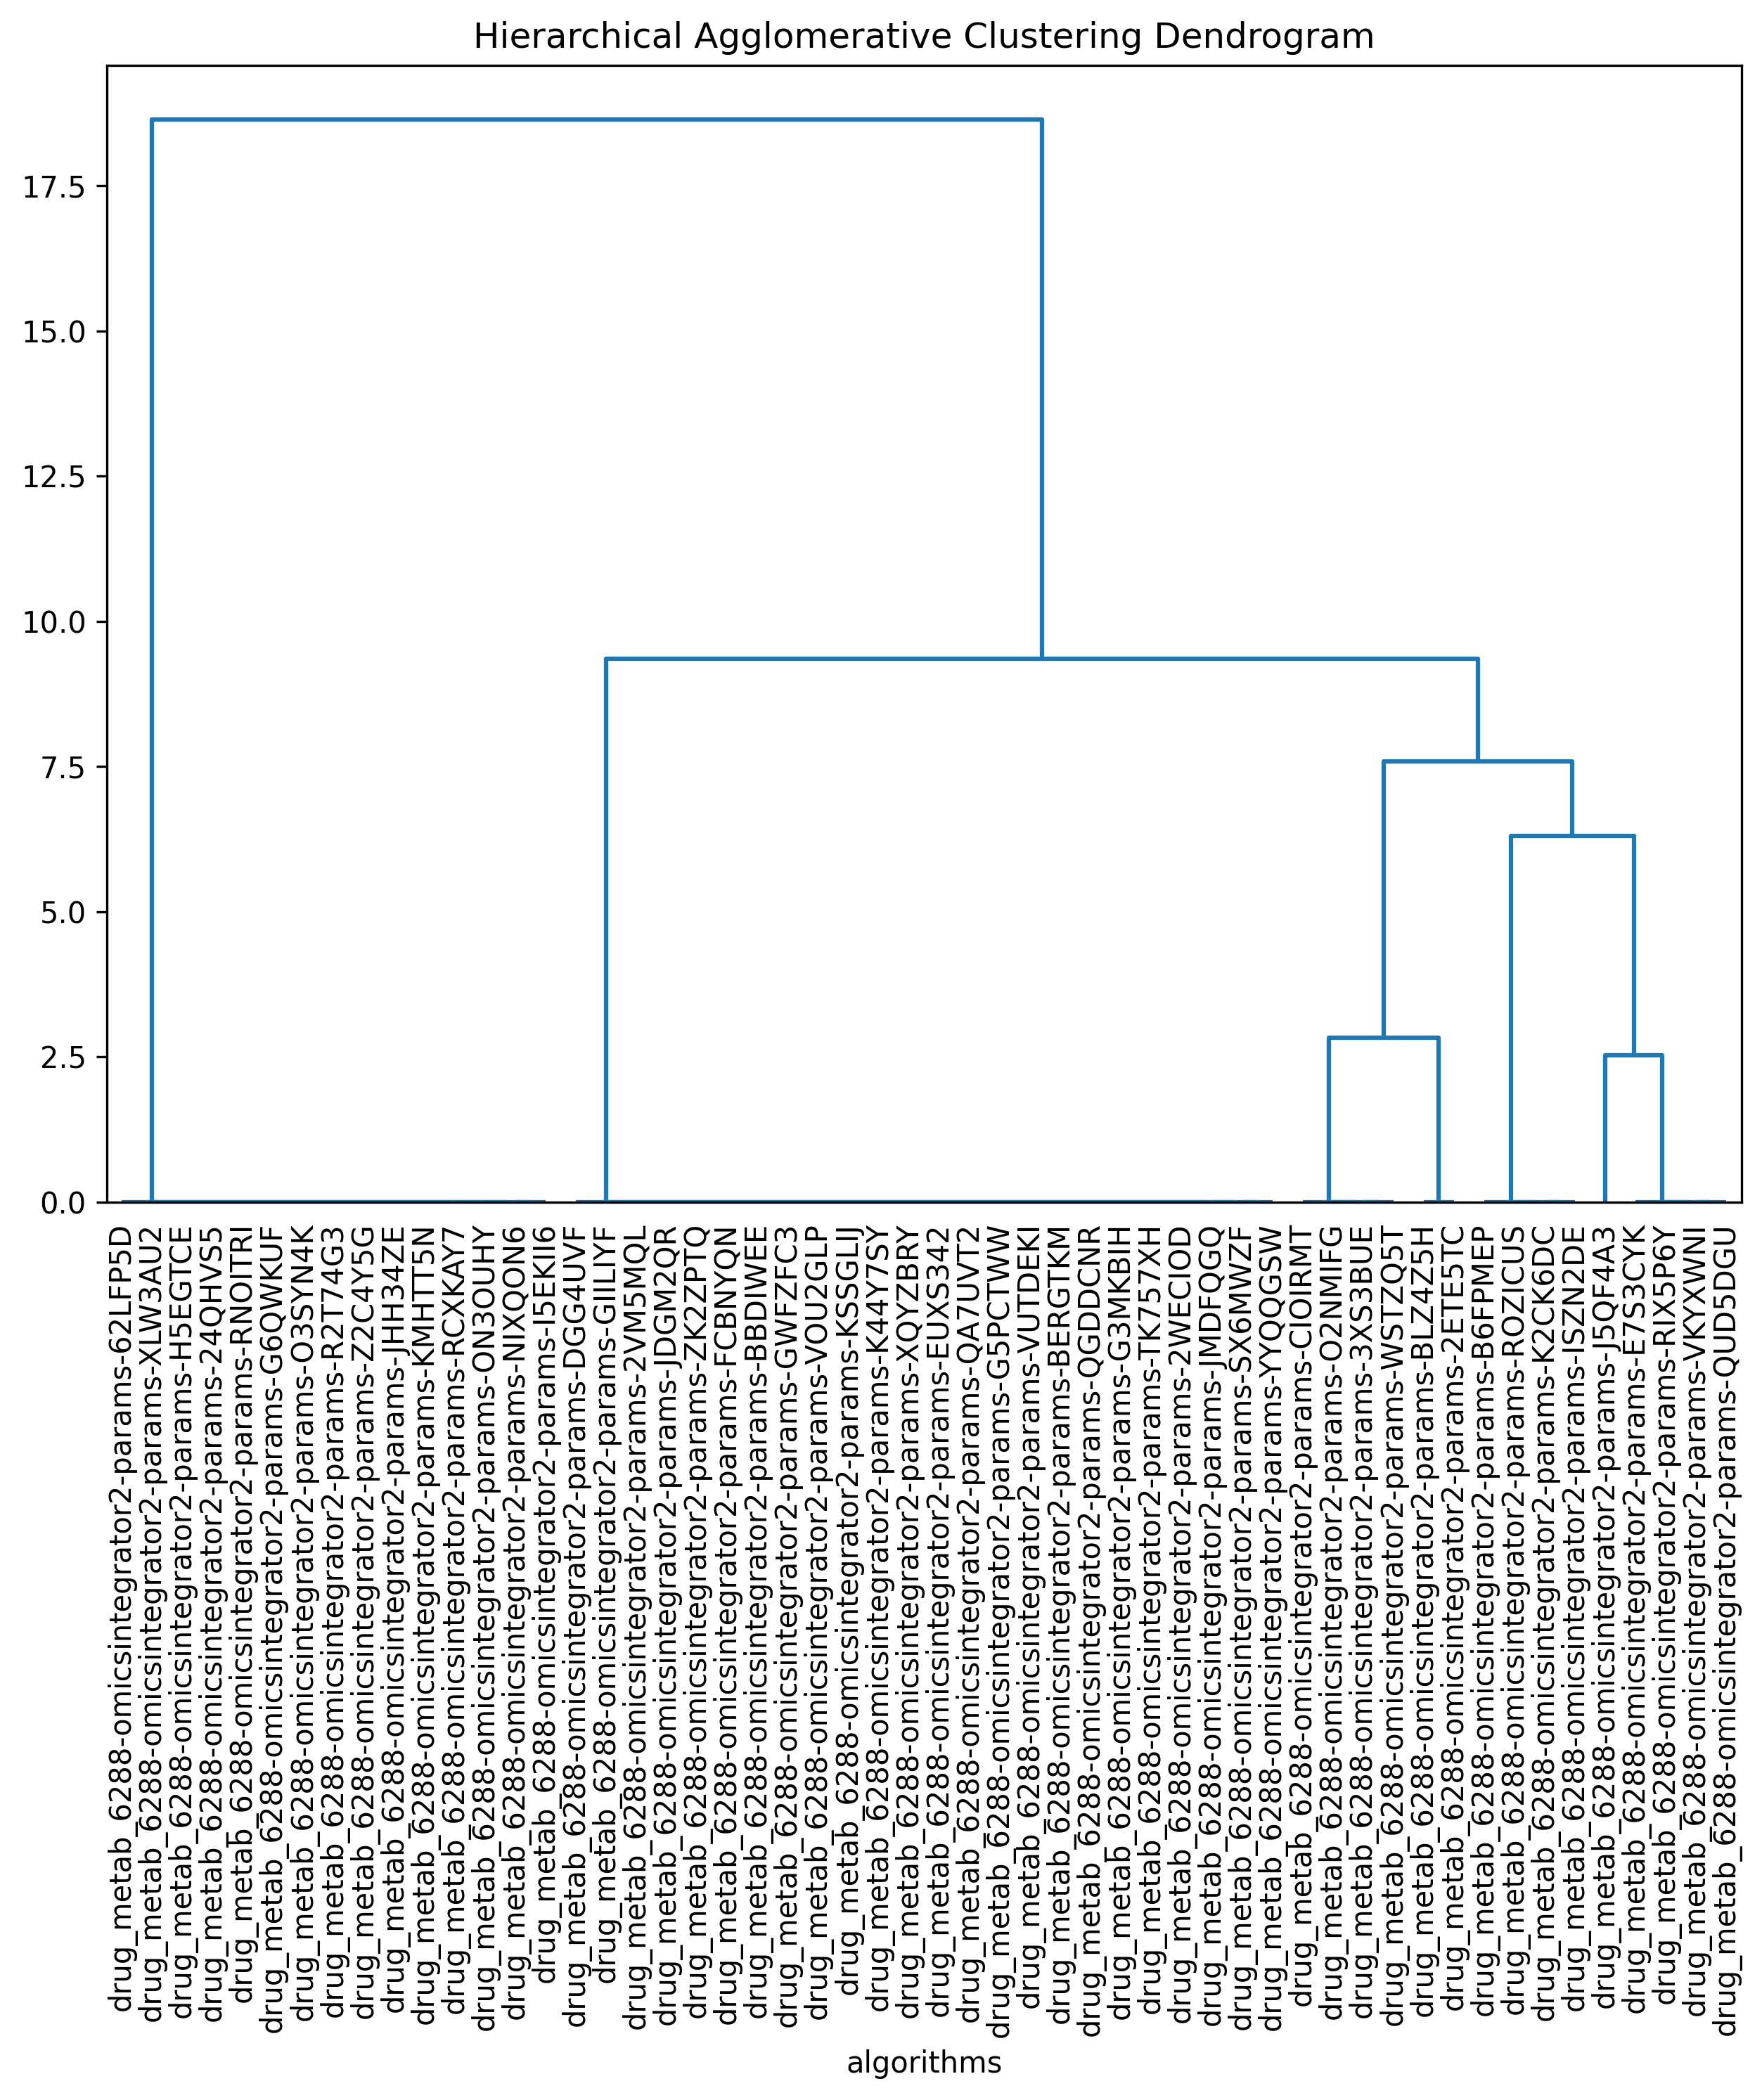 Hierarchical Agglomerative Clustering Dendrogram
17.5
15.0
12.5
10.0
7.5
5.0
2.5
0.0
drug_metab_6288-omicsintegrator2-params-62LFP5D
drug_metab_6288-omicsintegrator2-params-XLW3AU2
drug_metab_6288-omicsintegrator2-params-H5EGTCE
drug_metab_6288-omicsintegrator2-params-24QHVS5
drug_metab_6288-omicsintegrator2-params-RNOITRI
drug_metab_6288-omicsintegrator2-params-G6QWKUF
drug_metab_6288-omicsintegrator2-params-O3SYN4K
drug_metab_6288-omicsintegrator2-params-R2T74G3
drug_metab_6288-omicsintegrator2-params-Z2C4Y5G
drug_metab_6288-omicsintegrator2-params-JHH34ZE
drug_metab_6288-omicsintegrator2-params-KMHTT5N
drug_metab_6288-omicsintegrator2-params-RCXKAY7
drug_metab_6288-omicsintegrator2-params-ON3OUHY
drug_metab_6288-omicsintegrator2-params-NIXQON6
drug_metab_6288-omicsintegrator2-params-I5EKII6
drug_metab_6288-omicsintegrator2-params-DGG4UVF
drug_metab_6288-omicsintegrator2-params-GIILIYF
drug_metab_6288-omicsintegrator2-params-2VM5MQL
drug_metab_6288-omicsintegrator2-params-JDGM2QR
drug_metab_6288-omicsintegrator2-params-ZK2ZPTQ
drug_metab_6288-omicsintegrator2-params-FCBNYQN
drug_metab_6288-omicsintegrator2-params-BBDIWEE
drug_metab_6288-omicsintegrator2-params-GWFZFC3
drug_metab_6288-omicsintegrator2-params-VOU2GLP
drug_metab_6288-omicsintegrator2-params-KSSGLIJ
drug_metab_6288-omicsintegrator2-params-K44Y7SY
drug_metab_6288-omicsintegrator2-params-XQYZBRY
drug_metab_6288-omicsintegrator2-params-EUXS342
drug_metab_6288-omicsintegrator2-params-QA7UVT2
drug_metab_6288-omicsintegrator2-params-G5PCTWW
drug_metab_6288-omicsintegrator2-params-VUTDEKI
drug_metab_6288-omicsintegrator2-params-BERGTKM
drug_metab_6288-omicsintegrator2-params-QGDDCNR
drug_metab_6288-omicsintegrator2-params-G3MKBIH
drug_metab_6288-omicsintegrator2-params-TK757XH
drug_metab_6288-omicsintegrator2-params-2WECIOD
drug_metab_6288-omicsintegrator2-params-JMDFQGQ
drug_metab_6288-omicsintegrator2-params-SX6MWZF
drug_metab_6288-omicsintegrator2-params-YYQQGSW
drug_metab_6288-omicsintegrator2-params-CIOIRMT
drug_metab_6288-omicsintegrator2-params-O2NMIFG
drug_metab_6288-omicsintegrator2-params-3XS3BUE
drug_metab_6288-omicsintegrator2-params-WSTZQ5T
drug_metab_6288-omicsintegrator2-params-BLZ4Z5H
drug_metab_6288-omicsintegrator2-params-2ETE5TC
drug_metab_6288-omicsintegrator2-params-B6FPMEP
drug_metab_6288-omicsintegrator2-params-ROZICUS
drug_metab_6288-omicsintegrator2-params-K2CK6DC
drug_metab_6288-omicsintegrator2-params-ISZN2DE
drug_metab_6288-omicsintegrator2-params-J5QF4A3
drug_metab_6288-omicsintegrator2-params-E7S3CYK
drug_metab_6288-omicsintegrator2-params-RIX5P6Y
drug_metab_6288-omicsintegrator2-params-VKYXWNI
drug_metab_6288-omicsintegrator2-params-QUD5DGU
algorithms